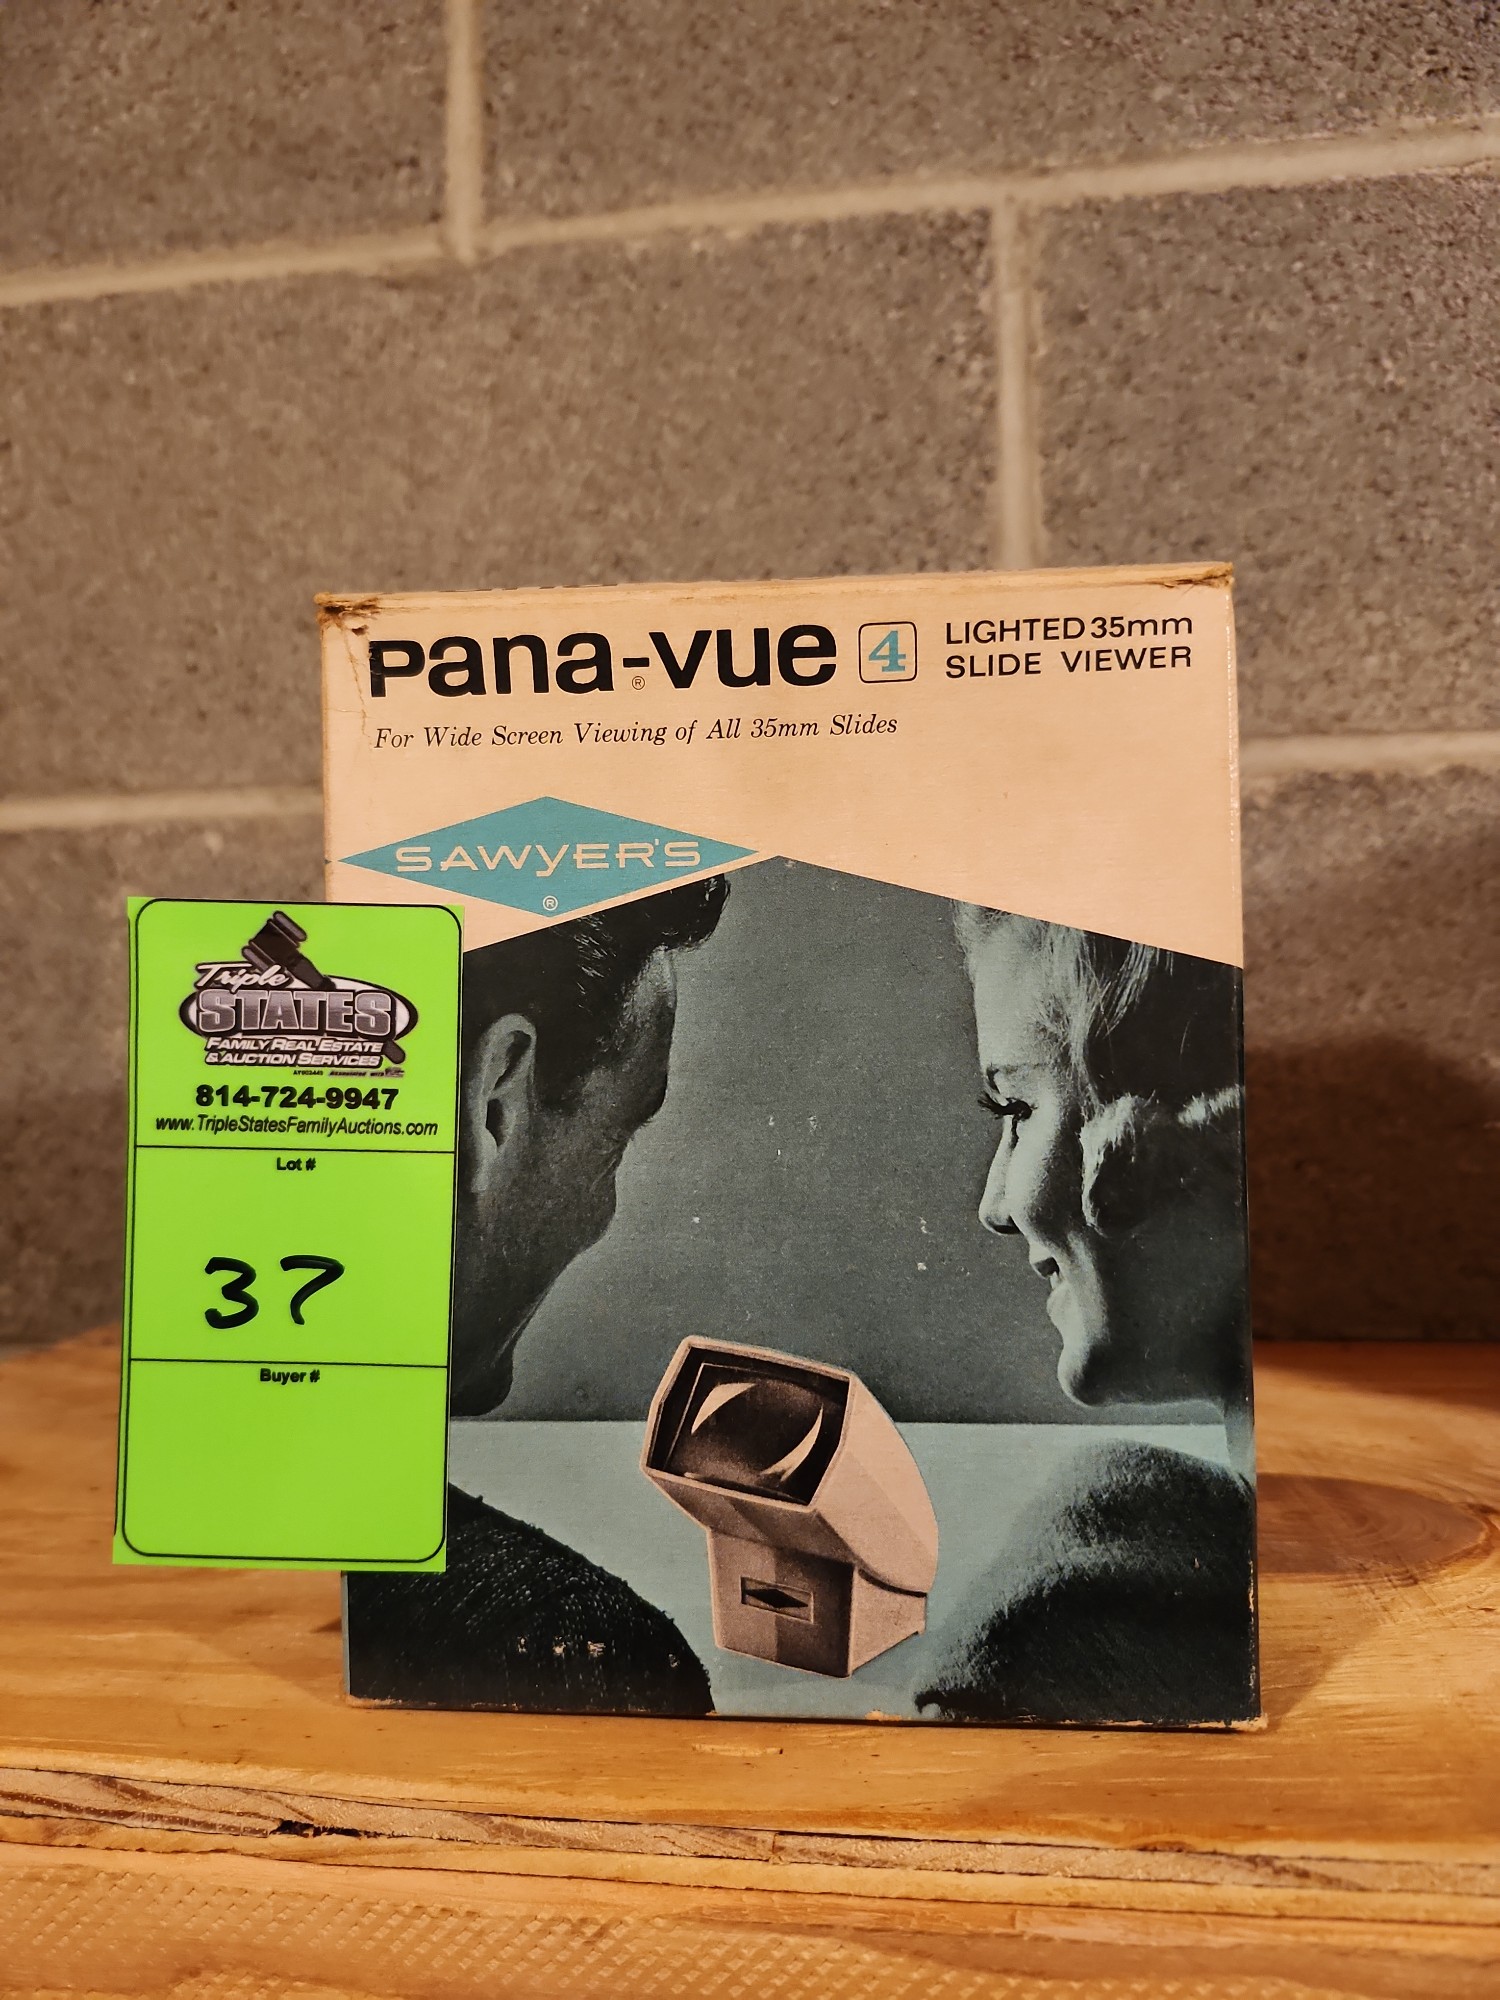 Pana-Vue 4 LIGHTED 35mm
SLIDE VIEWER
®
For Wide Screen Viewing of All 35mm Slides
SAWYER'S
®
Triple
STATES
FAMILY REAL ESTATE
& AUCTION SERVICES
814-724-9947
www.TripleStatesFamilyAuctions.com
Lot #
37
Buyer #